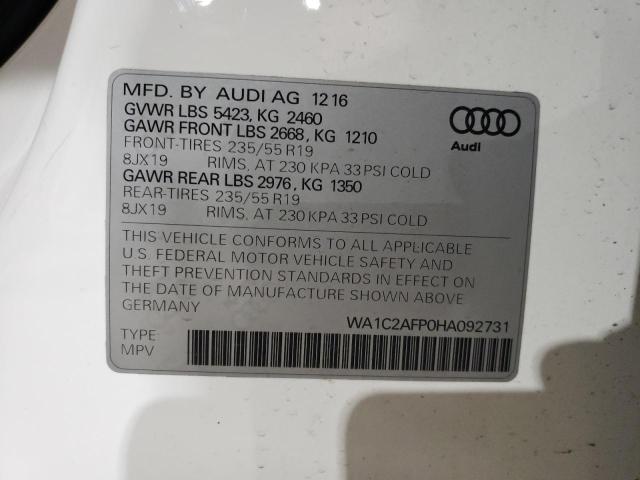 MFD. BY AUDI AG 12 16
GVWR LBS 5423, KG 2460
GAWR FRONT LBS 2668, KG 1210
FRONT-TIRES 235/55 R19
8JX19 RIMS, AT 230 KPA 33 PSI COLD
GAWR REAR LBS 2976, KG 1350
REAR-TIRES 235/55 R19
8JX19 RIMS, AT 230 KPA 33 PSI COLD
Audi
THIS VEHICLE CONFORMS TO ALL APPLICABLE
U.S. FEDERAL MOTOR VEHICLE SAFETY AND
THEFT PREVENTION STANDARDS IN EFFECT ON
THE DATE OF MANUFACTURE SHOWN ABOVE.
GERMANY
WA1C2AFP0HA092731
TYPE
MPV